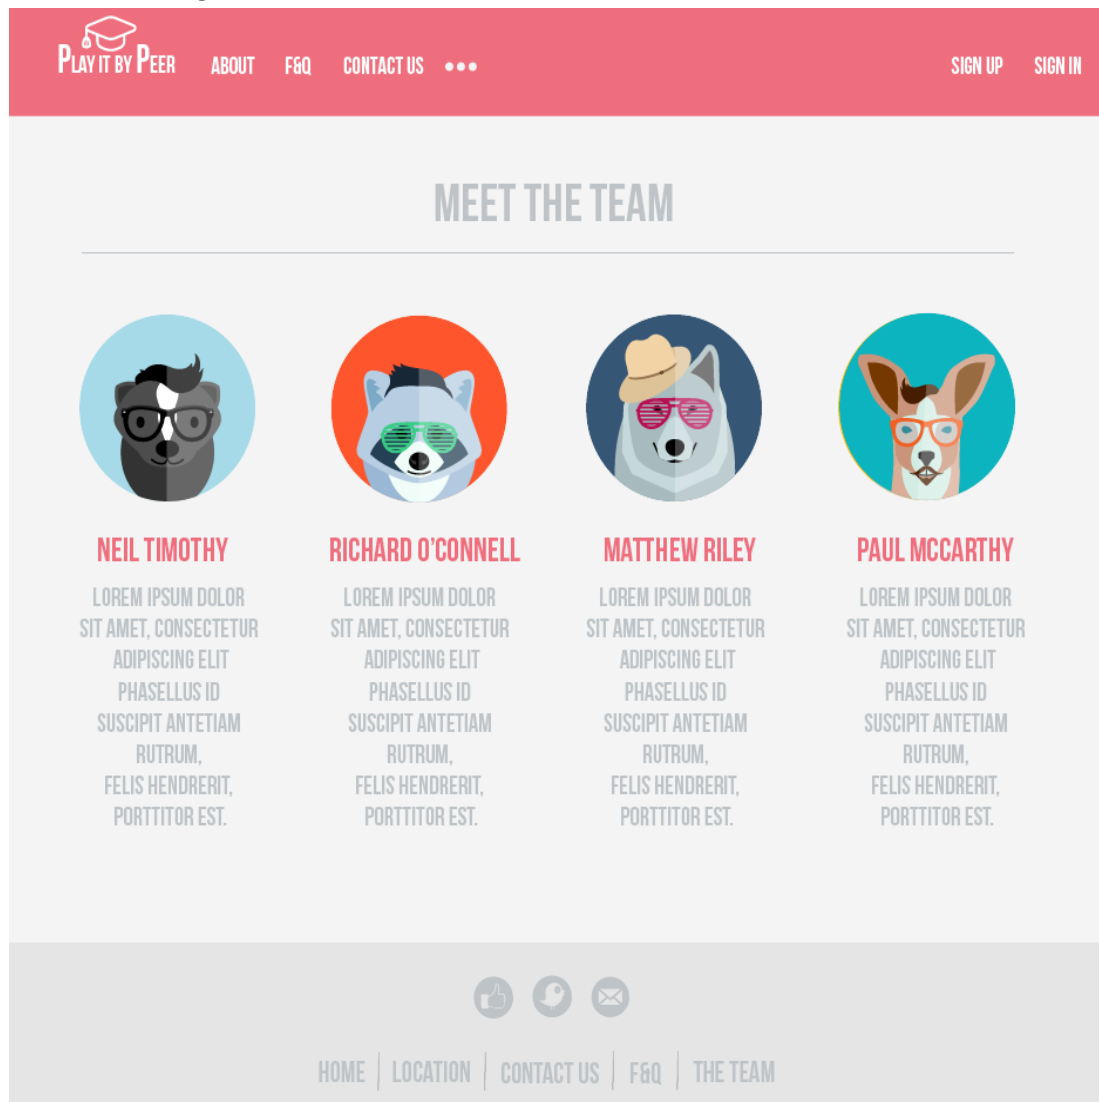 PLAY IT BY PEER ABOUT F&Q CONTACT US SIGN UP SIGN IN
MEET THE TEAM
NEIL TIMOTHY
LOREM IPSUM DOLOR
SIT AMET, CONSECTETUR
ADIPISCING ELIT
PHASELLUS ID
SUSCIPIT ANTETIAM
RUTRUM,
FELIS HENDRERIT,
PORTTITOR EST.
RICHARD O’CONNELL
LOREM IPSUM DOLOR
SIT AMET, CONSECTETUR
ADIPISCING ELIT
PHASELLUS ID
SUSCIPIT ANTETIAM
RUTRUM,
FELIS HENDRERIT,
PORTTITOR EST.
MATTHEW RILEY
LOREM IPSUM DOLOR
SIT AMET, CONSECTETUR
ADIPISCING ELIT
PHASELLUS ID
SUSCIPIT ANTETIAM
RUTRUM,
FELIS HENDRERIT,
PORTTITOR EST.
PAUL MCCARTHY
LOREM IPSUM DOLOR
SIT AMET, CONSECTETUR
ADIPISCING ELIT
PHASELLUS ID
SUSCIPIT ANTETIAM
RUTRUM,
FELIS HENDRERIT,
PORTTITOR EST.
HOME | LOCATION | CONTACT US | F&Q | THE TEAM